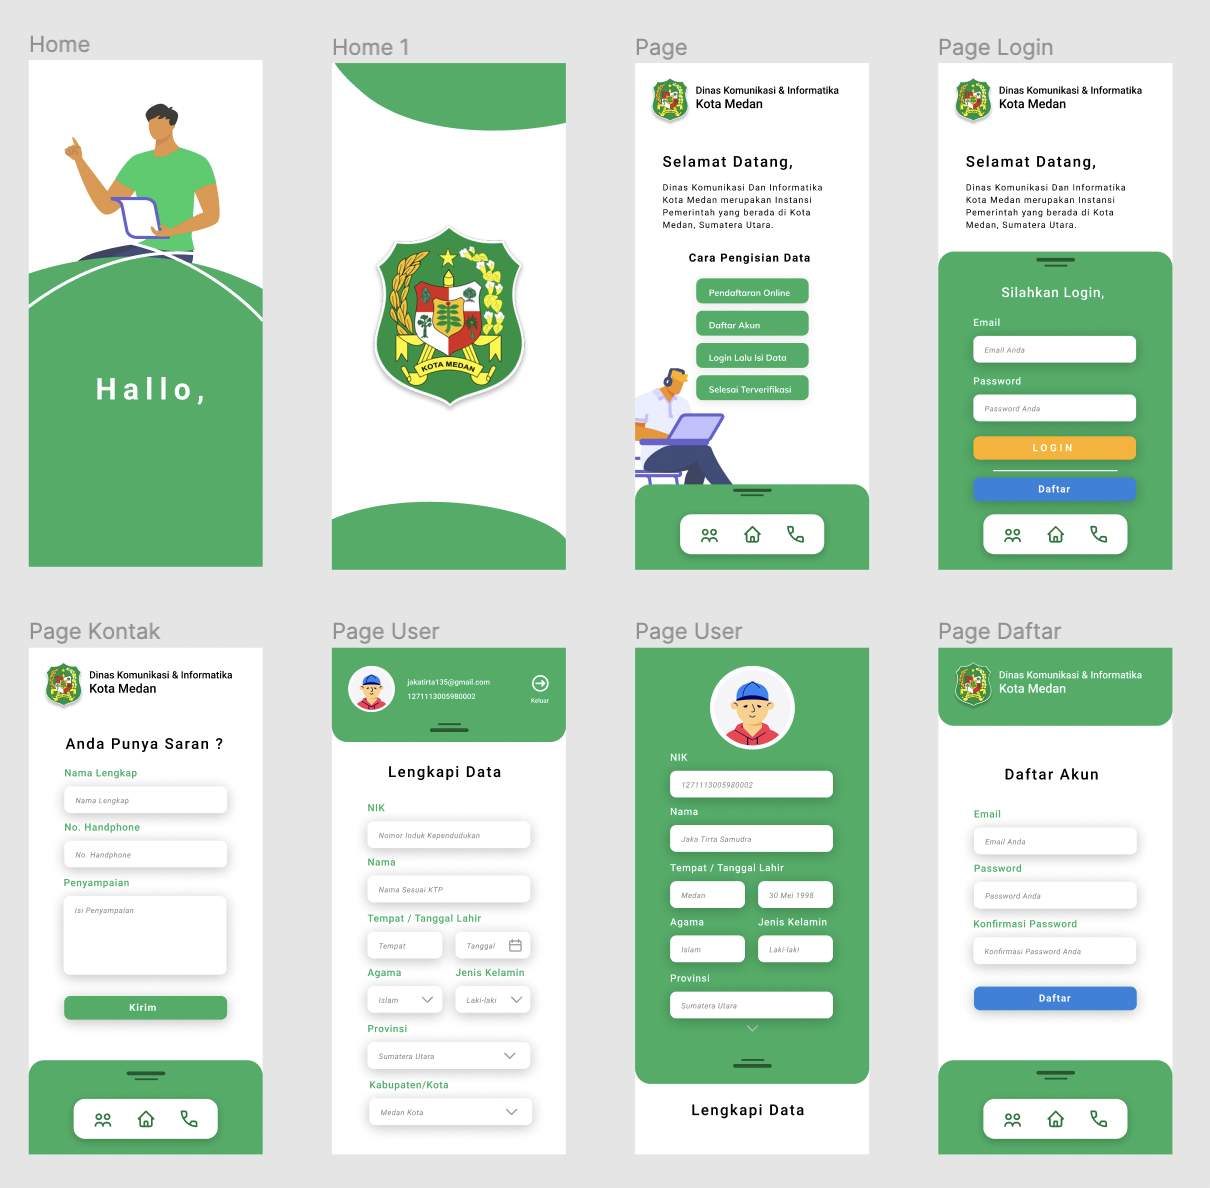 Home
Hallo,
Home 1
KOTA MEDAN
Page
Dinas Komunikasi & Informatika
Kota Medan
Selamat Datang,
Dinas Komunikasi Dan Informatika
Kota Medan merupakan Instansi
Pemerintah yang berada di Kota
Medan, Sumatera Utara.
Cara Pengisian Data
Pendaftaran Online
Daftar Akun
Login Lalu Isi Data
Selesai Terverifikasi
Page Login
Dinas Komunikasi & Informatika
Kota Medan
Selamat Datang,
Dinas Komunikasi Dan Informatika
Kota Medan merupakan Instansi
Pemerintah yang berada di Kota
Medan, Sumatera Utara.
Silahkan Login,
Email
Email Anda
Password
Password Anda
LOGIN
Daftar
Page Kontak
Dinas Komunikasi & Informatika
Kota Medan
Anda Punya Saran ?
Nama Lengkap
Nama Lengkap
No. Handphone
No. Handphone
Penyampaian
Isi Penyampaian
Kirim
Page User
jakatirta135@gmail.com
1271113005980002
Keluar
Lengkapi Data
NIK
Nomor Induk Kependudukan
Nama
Nama Sesuai KTP
Tempat / Tanggal Lahir
Tempat
Tanggal
Agama
Jenis Kelamin
Islam
Laki-laki
Provinsi
Sumatera Utara
Kabupaten/Kota
Medan Kota
Page User
NIK
1271113005980002
Nama
Jaka Tirta Samudra
Tempat / Tanggal Lahir
Medan
30 Mei 1998
Agama
Jenis Kelamin
Islam
Laki-laki
Provinsi
Sumatera Utara
Lengkapi Data
Page Daftar
Dinas Komunikasi & Informatika
Kota Medan
Daftar Akun
Email
Email Anda
Password
Password Anda
Konfirmasi Password
Konfirmasi Password Anda
Daftar